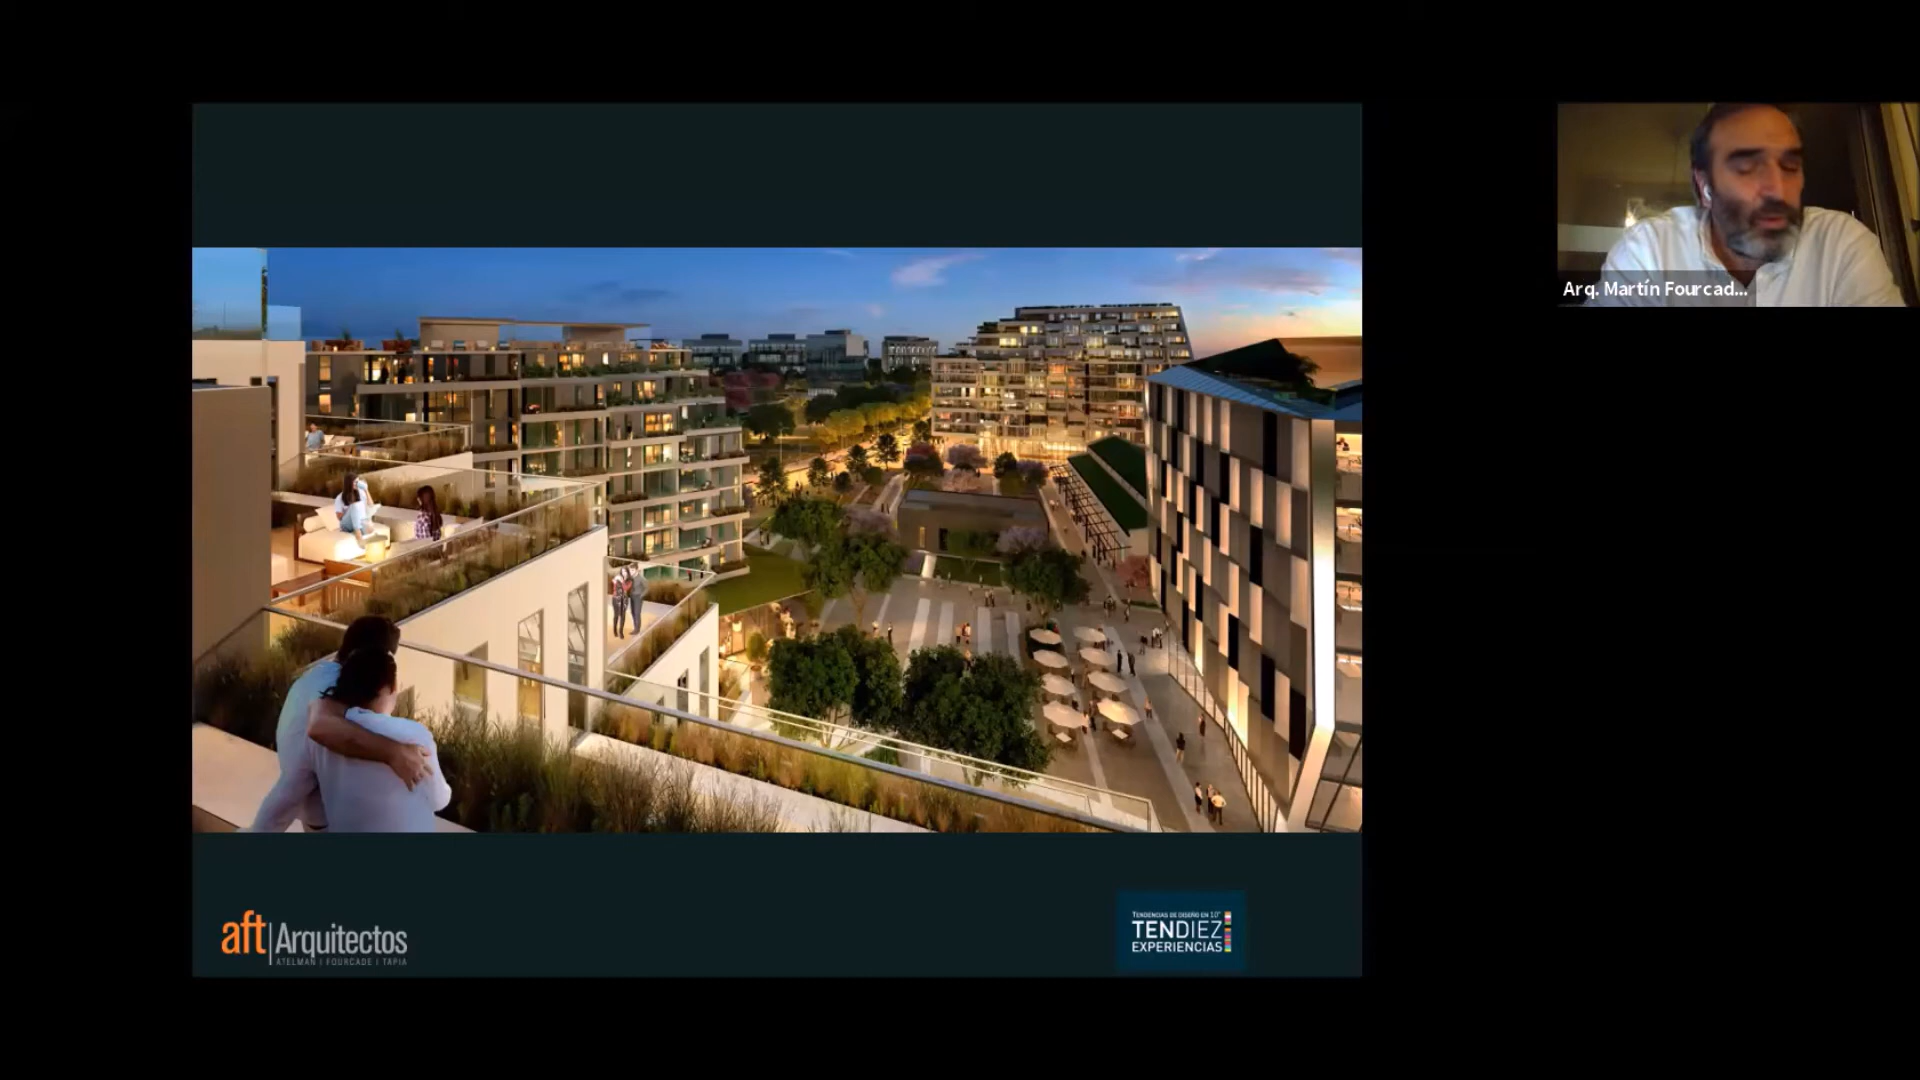 Arq. Martín Fourcad...
aft Arquitectos
ATELMAN | FOURCADE | TAPIA
TENDENCIAS DE DISEÑO EN 10"
TENDIEZ
EXPERIENCIAS